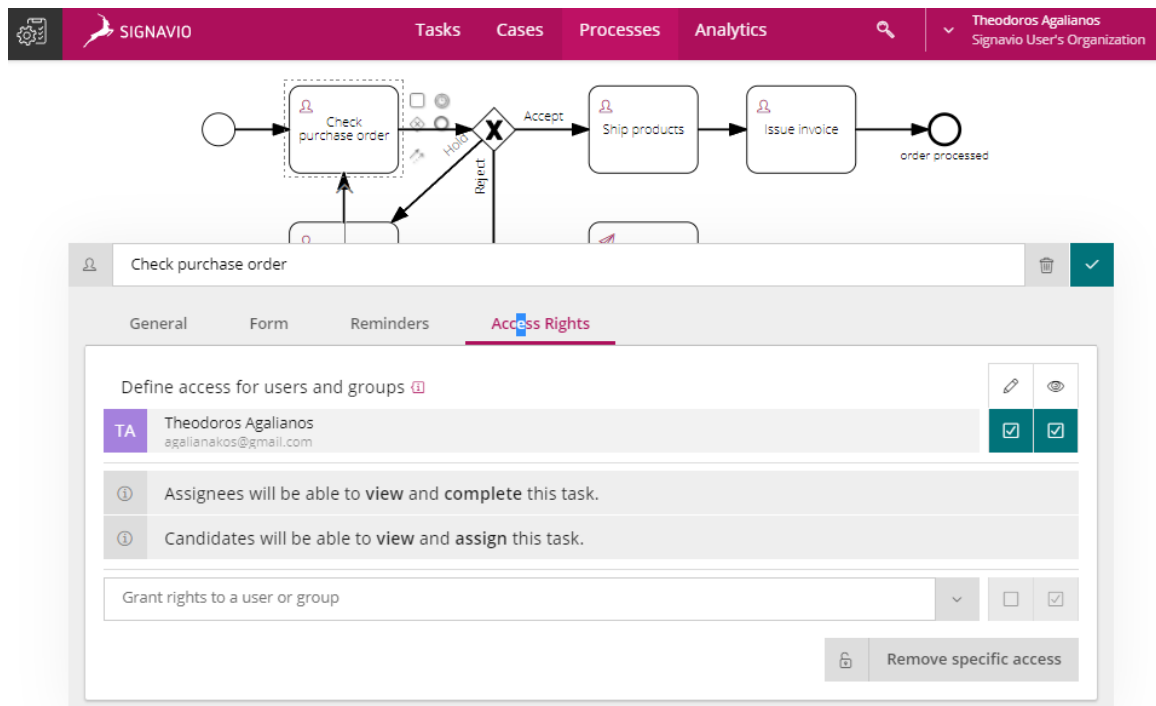 SIGNAVIO
Tasks
Cases
Processes
Analytics
Theodoros Agalianos
Signavio User's Organization
Check
purchase order
Hold
X
Accept
Reject
Ship products
Issue invoice
order processed
Check purchase order
General
Form
Reminders
Access Rights
Define access for users and groups
TA
Theodoros Agalianos
agalianakos@gmail.com
Assignees will be able to view and complete this task.
Candidates will be able to view and assign this task.
Grant rights to a user or group
Remove specific access